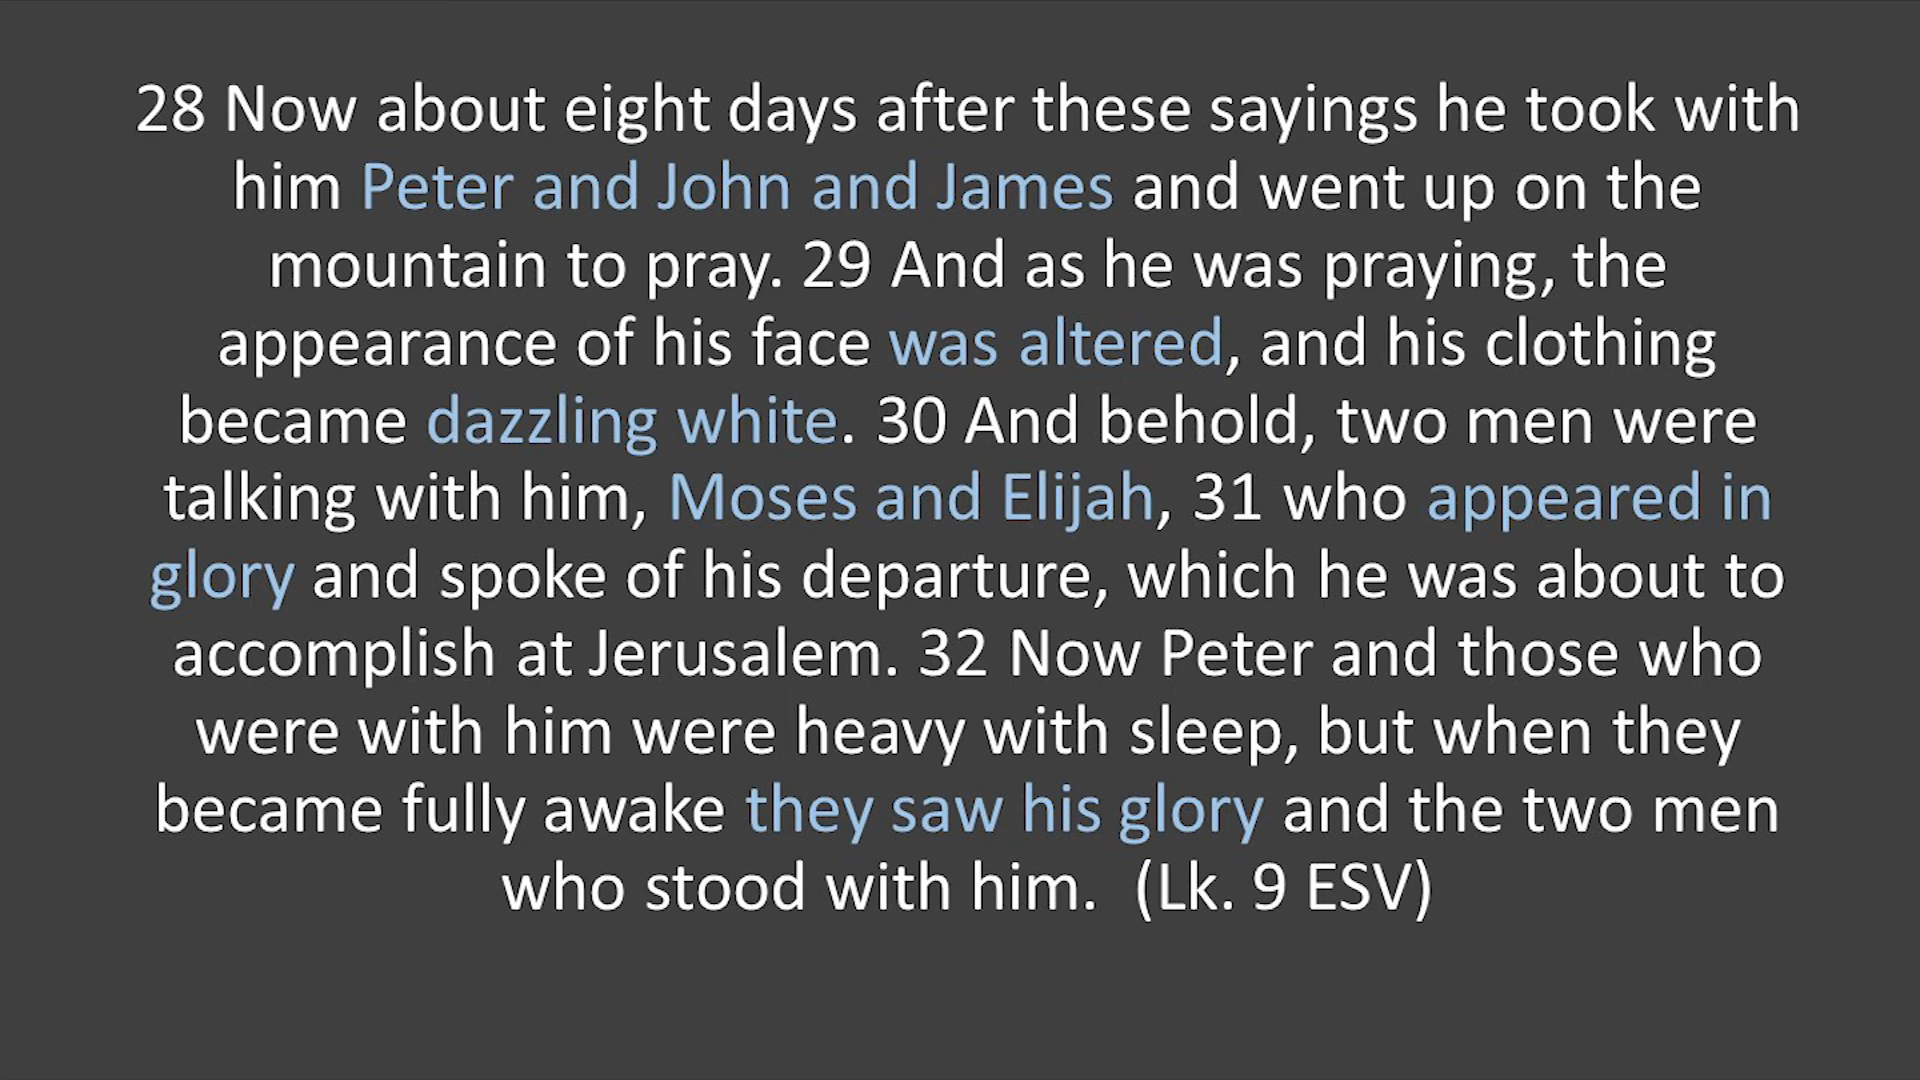 28 Now about eight days after these sayings he took with
him Peter and John and James and went up on the
mountain to pray. 29 And as he was praying, the
appearance of his face was altered, and his clothing
became dazzling white. 30 And behold, two men were
talking with him, Moses and Elijah, 31 who appeared in
glory and spoke of his departure, which he was about to
accomplish at Jerusalem. 32 Now Peter and those who
were with him were heavy with sleep, but when they
became fully awake they saw his glory and the two men
who stood with him.  (Lk. 9 ESV)